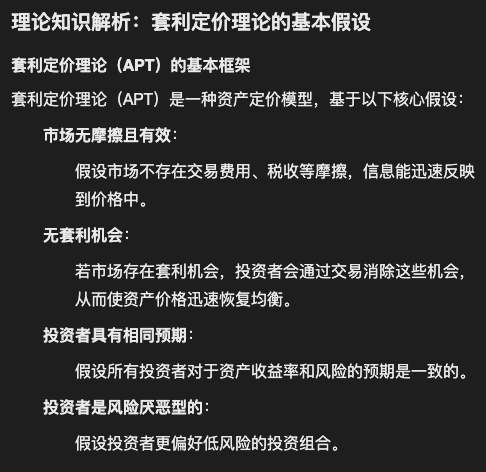 理论知识解析：套利定价理论的基本假设
套利定价理论（APT）的基本框架
套利定价理论（APT）是一种资产定价模型，基于以下核心假设：
市场无摩擦且有效：
假设市场不存在交易费用、税收等摩擦，信息能迅速反映
到价格中。
无套利机会：
若市场存在套利机会，投资者会通过交易消除这些机会，
从而使资产价格迅速恢复均衡。
投资者具有相同预期：
假设所有投资者对于资产收益率和风险的预期是一致的。
投资者是风险厌恶型的：
假设投资者更偏好低风险的投资组合。